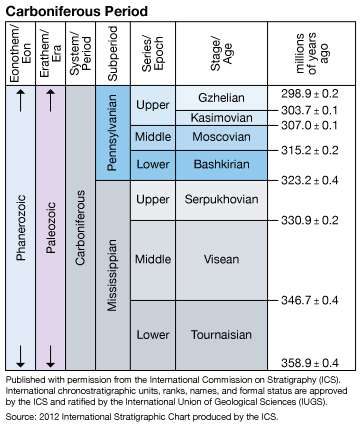 Carboniferous Period
Eonothem/
Eon
Erathem/
Era
System/
Period
Subperiod
Series/
Epoch
Stage/
Age
millions
of years
ago
Phanerozoic
Paleozoic
Carboniferous
Pennsylvanian
Upper
Gzhelian
298.9 ± 0.2
303.7 ± 0.1
Kasimovian
307.0 ± 0.1
Middle
Moscovian
315.2 ± 0.2
Lower
Bashkirian
323.2 ± 0.4
Mississippian
Upper
Serpukhovian
330.9 ± 0.2
Middle
Visean
346.7 ± 0.4
Lower
Tournaisian
358.9 ± 0.4
Published with permission from the International Commission on Stratigraphy (ICS).
International chronostratigraphic units, ranks, names, and formal status are approved
by the ICS and ratified by the International Union of Geological Sciences (IUGS).
Source: 2012 International Stratigraphic Chart produced by the ICS.